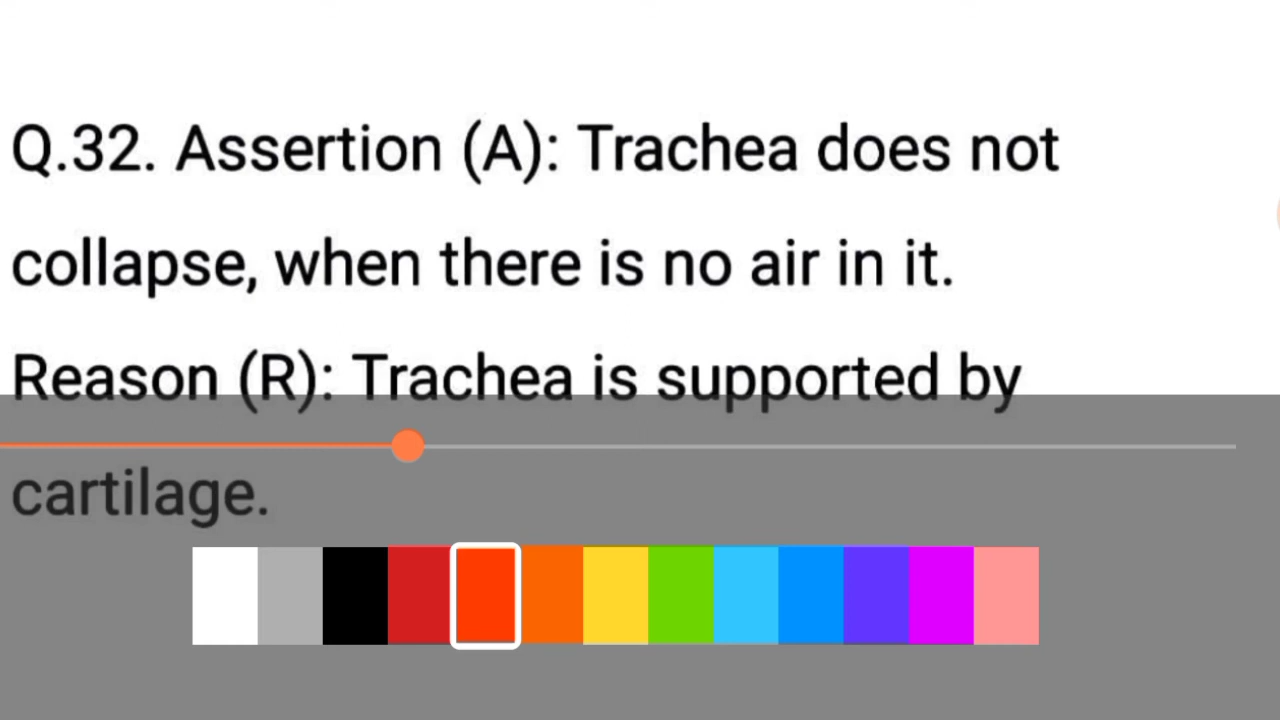 Q.32. Assertion (A): Trachea does not
collapse, when there is no air in it.
Reason (R): Trachea is supported by
cartilage.